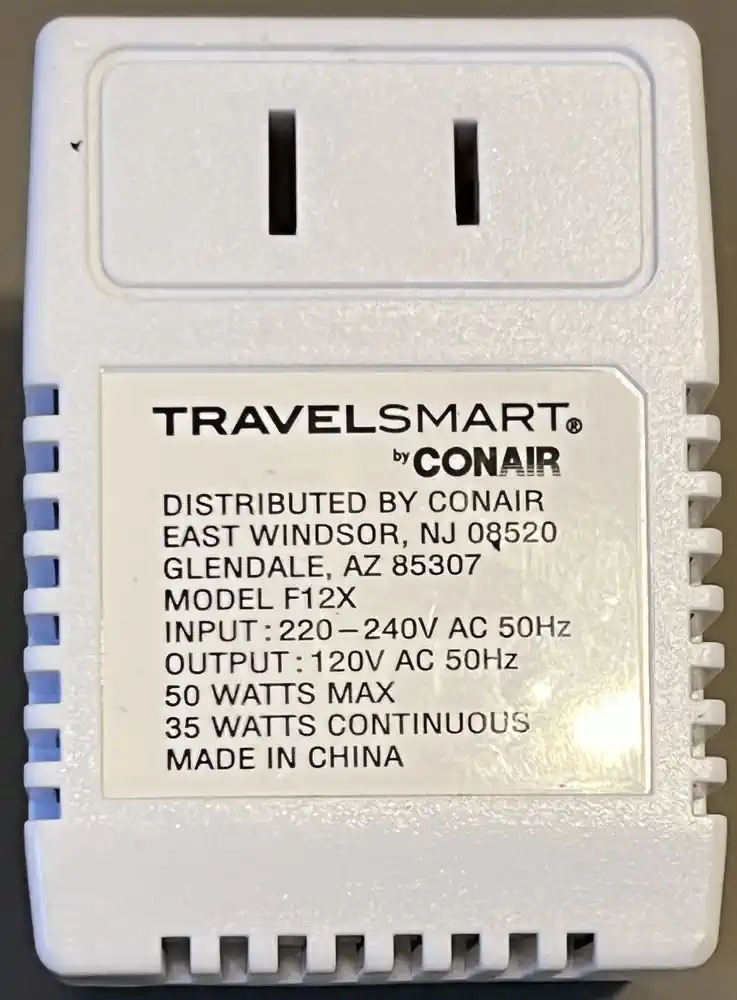 TRAVELSMART®
by CONAIR
DISTRIBUTED BY CONAIR
EAST WINDSOR, NJ 08520
GLENDALE, AZ 85307
MODEL F12X
INPUT : 220–240V AC 50Hz
OUTPUT : 120V AC 50Hz
50 WATTS MAX
35 WATTS CONTINUOUS
MADE IN CHINA